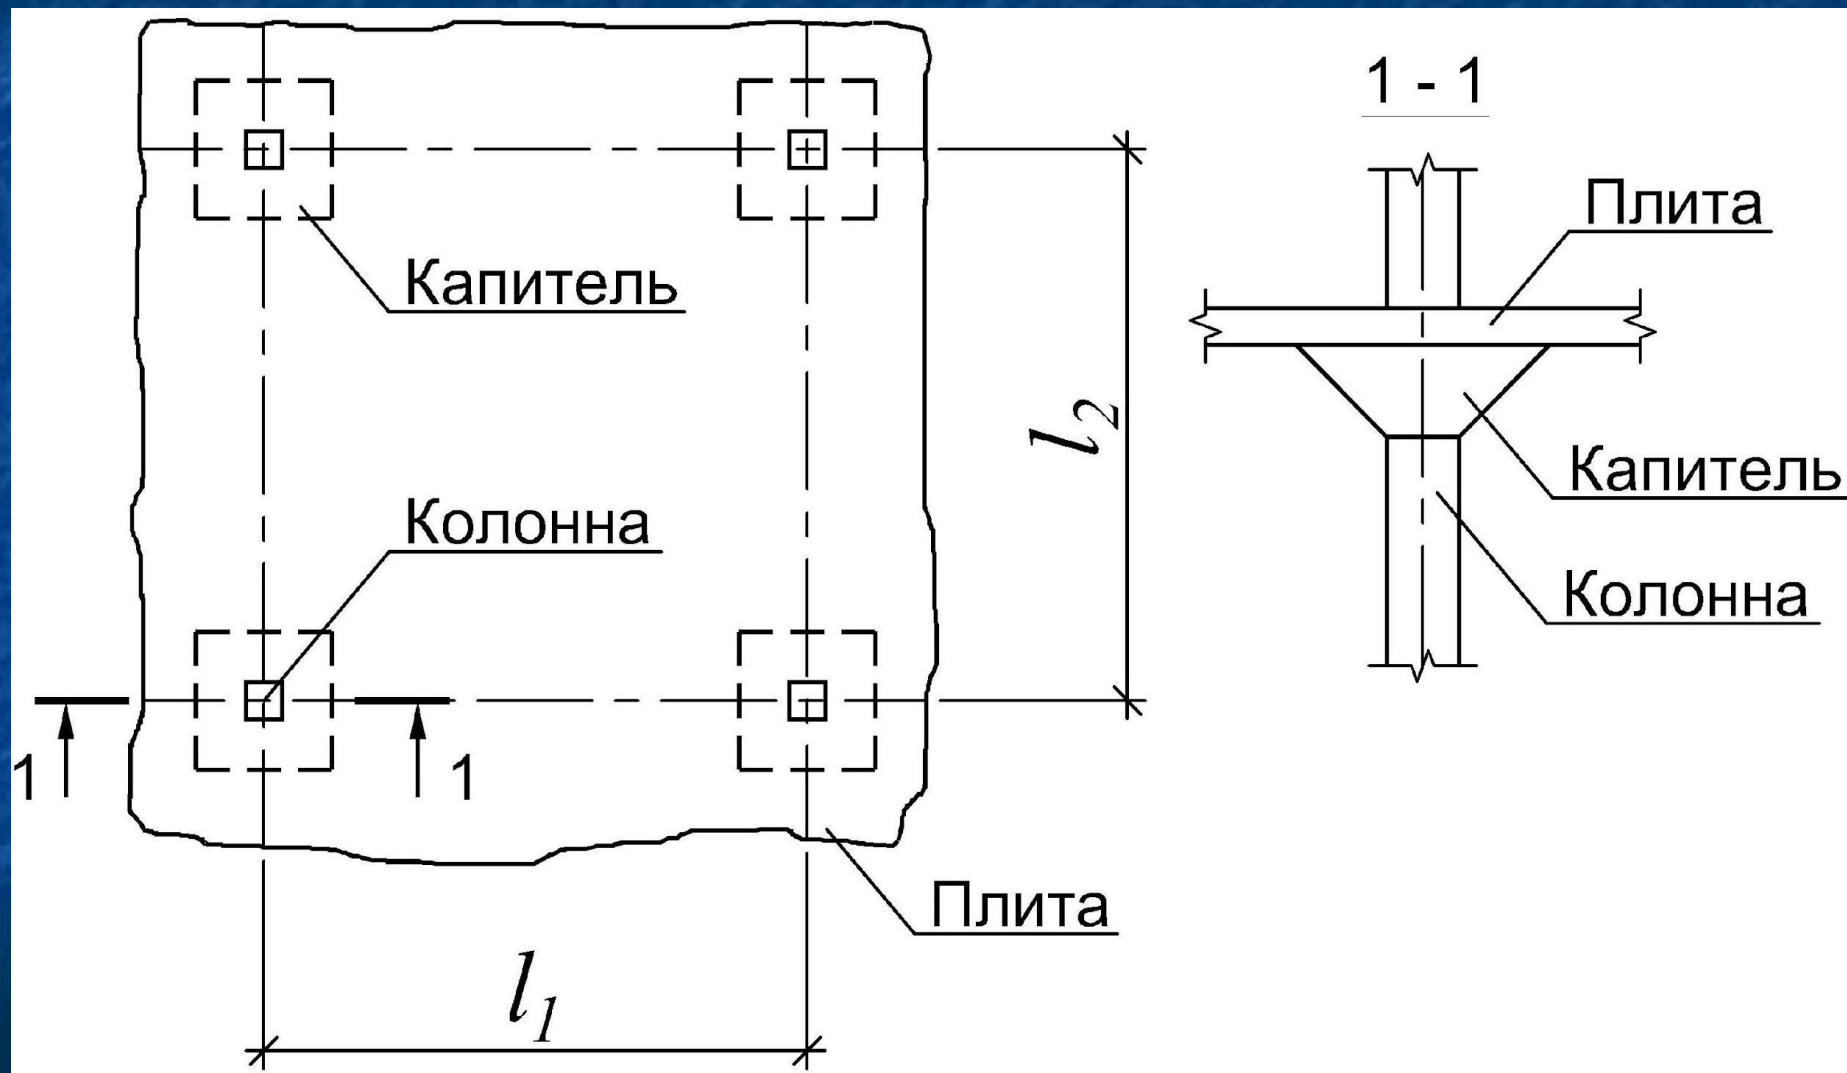 1 - 1
Плита
Капитель
l2
Капитель
Колонна
Колонна
1
1
Плита
l1